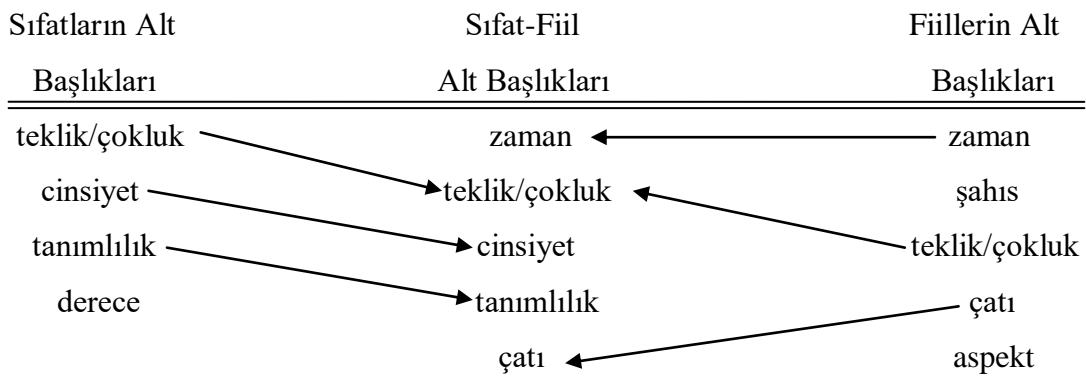 Sıfatların Alt Sıfat-Fiil Fiillerin Alt
Başlıkları Alt Başlıkları Başlıkları
teklik/çokluk zaman zaman
cinsiyet teklik/çokluk şahıs
tanımlılık cinsiyet teklik/çokluk
derece tanımlılık çatı
çatı aspekt